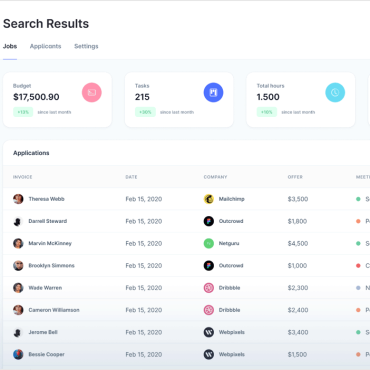 Search Results
Jobs Applicants Settings
Budget Tasks Total hours
$17,500.90 215 1.500
+13% since last month +30% since last month +10% since last month
Applications
INVOICE DATE COMPANY OFFER MEETI
Theresa Webb Feb 15, 2020 Mailchimp $3,500 S
Darrell Steward Feb 15, 2020 Outcrowd $1,800 P
Marvin McKinney Feb 15, 2020 Netguru $4,500 S
Brooklyn Simmons Feb 15, 2020 Outcrowd $1,000 C
Wade Warren Feb 15, 2020 Dribbble $2,300 N
Cameron Williamson Feb 15, 2020 Dribbble $2,400 P
Jerome Bell Feb 15, 2020 Webpixels $3,400 S
Bessie Cooper Feb 15, 2020 Webpixels $1,500 P